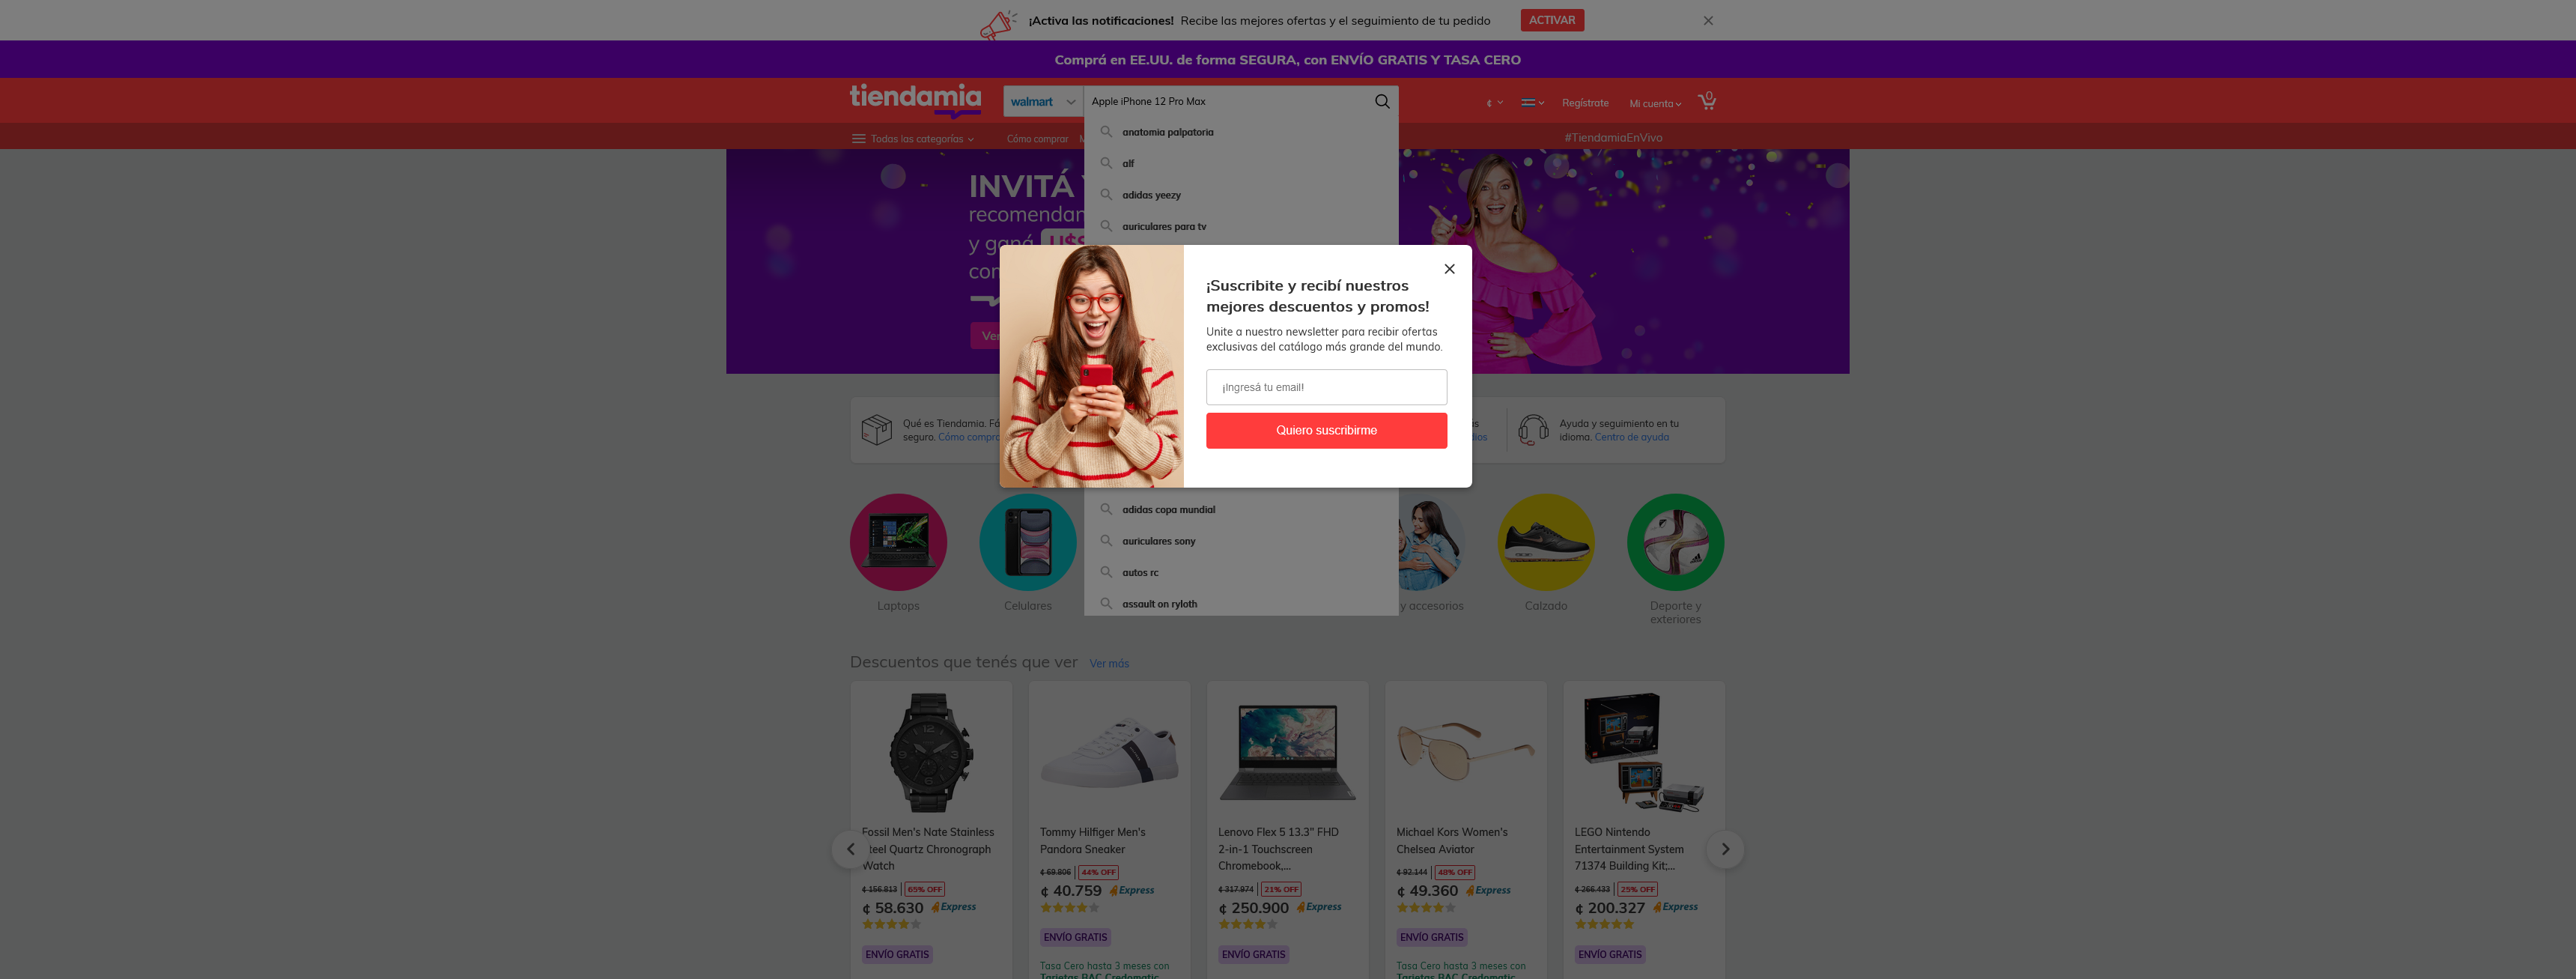 ¡Activa las notificaciones! Recibe las mejores ofertas y el seguimiento de tu pedido
ACTIVAR
Comprá en EE.UU. de forma SEGURA, con ENVÍO GRATIS Y TASA CERO
tiendamia
walmart
Apple iPhone 12 Pro Max
¢
Regístrate
Mi cuenta
0
Todas las categorías
Cómo comprar
#TiendamiaEnVivo
anatomia palpatoria
alf
adidas yeezy
auriculares para tv
INVITÁ
recomendan
y ganá U$S
con
Ver
¡Suscribite y recibí nuestros
mejores descuentos y promos!
Unite a nuestro newsletter para recibir ofertas
exclusivas del catálogo más grande del mundo.
¡Ingresá tu email!
Quiero suscribirme
Qué es Tiendamia. Fá
seguro. Cómo compra
Ayuda y seguimiento en tu
idioma. Centro de ayuda
adidas copa mundial
auriculares sony
autos rc
assault on ryloth
Laptops
Celulares
y accesorios
Calzado
Deporte y
exteriores
Descuentos que tenés que ver Ver más
Fossil Men's Nate Stainless
Steel Quartz Chronograph
Watch
¢ 156.813 65% OFF
¢ 58.630 Express
ENVÍO GRATIS
Tommy Hilfiger Men's
Pandora Sneaker
¢ 69.806 44% OFF
¢ 40.759 Express
ENVÍO GRATIS
Tasa Cero hasta 3 meses con
Tarjetas BAC Credomatic
Lenovo Flex 5 13.3" FHD
2-in-1 Touchscreen
Chromebook,...
¢ 317.974 21% OFF
¢ 250.900 Express
ENVÍO GRATIS
Michael Kors Women's
Chelsea Aviator
¢ 92.144 48% OFF
¢ 49.360 Express
ENVÍO GRATIS
Tasa Cero hasta 3 meses con
Tarjetas BAC Credomatic
LEGO Nintendo
Entertainment System
71374 Building Kit;...
¢ 266.433 25% OFF
¢ 200.327 Express
ENVÍO GRATIS